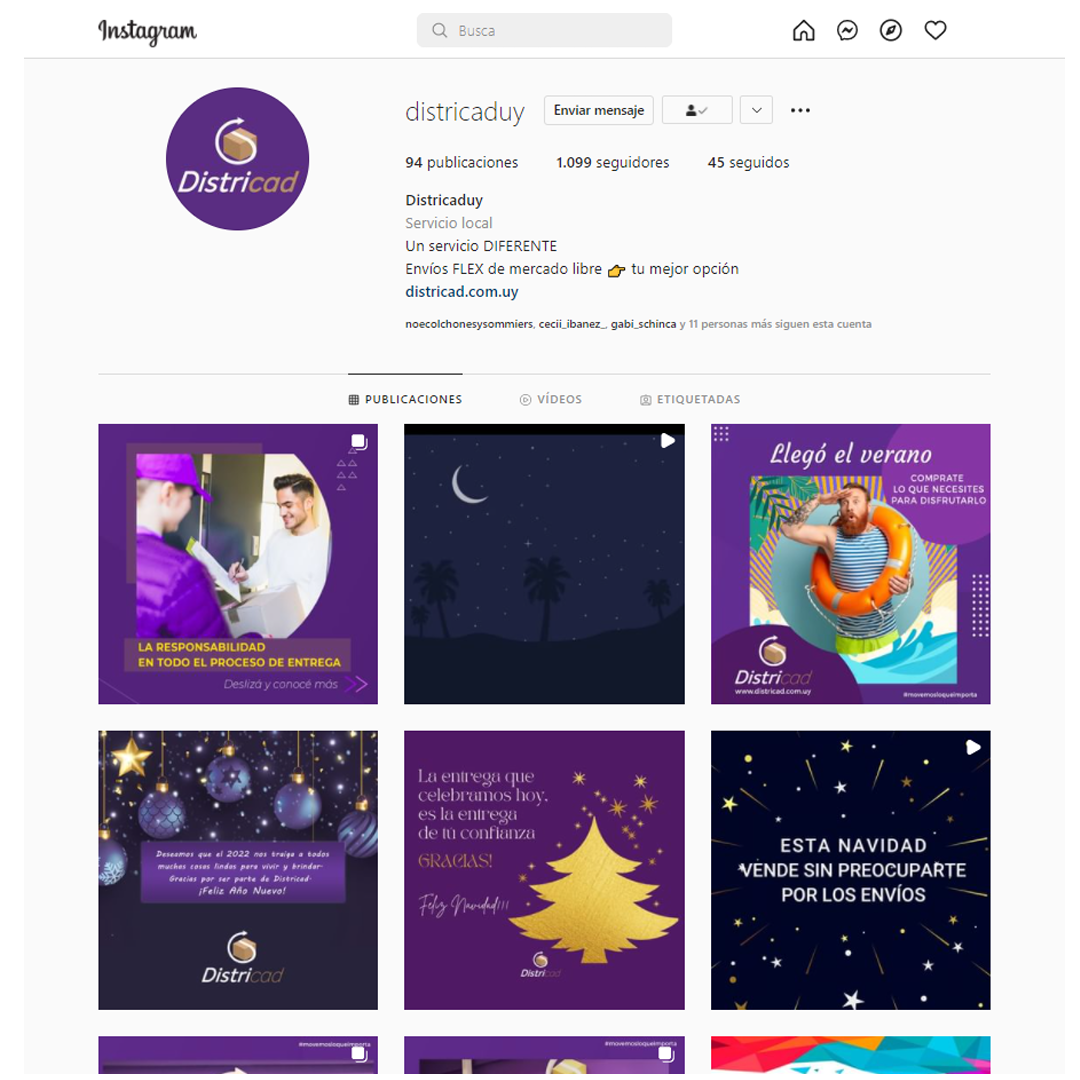 Instagram
Busca
Districad
districaduy
Enviar mensaje
94 publicaciones
1.099 seguidores
45 seguidos
Districaduy
Servicio local
Un servicio DIFERENTE
Envíos FLEX de mercado libre 👉 tu mejor opción
districad.com.uy
noecolchonesysommiers, cecii_ibanez_, gabi_schinca y 11 personas más siguen esta cuenta
PUBLICACIONES
VÍDEOS
ETIQUETADAS
LA RESPONSABILIDAD
EN TODO EL PROCESO DE ENTREGA
Deslizá y conocé más
Llegó el verano
COMPRATE
LO QUE NECESITES
PARA DISFRUTARLO
Districad
www.districad.com.uy
#movemosloqueimporta
Deseamos que el 2022 nos traiga a todos
muchas cosas lindas para vivir y brindar.
Gracias por ser parte de Districad.
¡Feliz Año Nuevo!
Districad
La entrega que
celebramos hoy,
es la entrega
de tú confianza
GRACIAS!
Feliz Navidad!!!
Districad
ESTA NAVIDAD
VENDE SIN PREOCUPARTE
POR LOS ENVÍOS
#movemosloqueimporta
#movemosloqueimporta